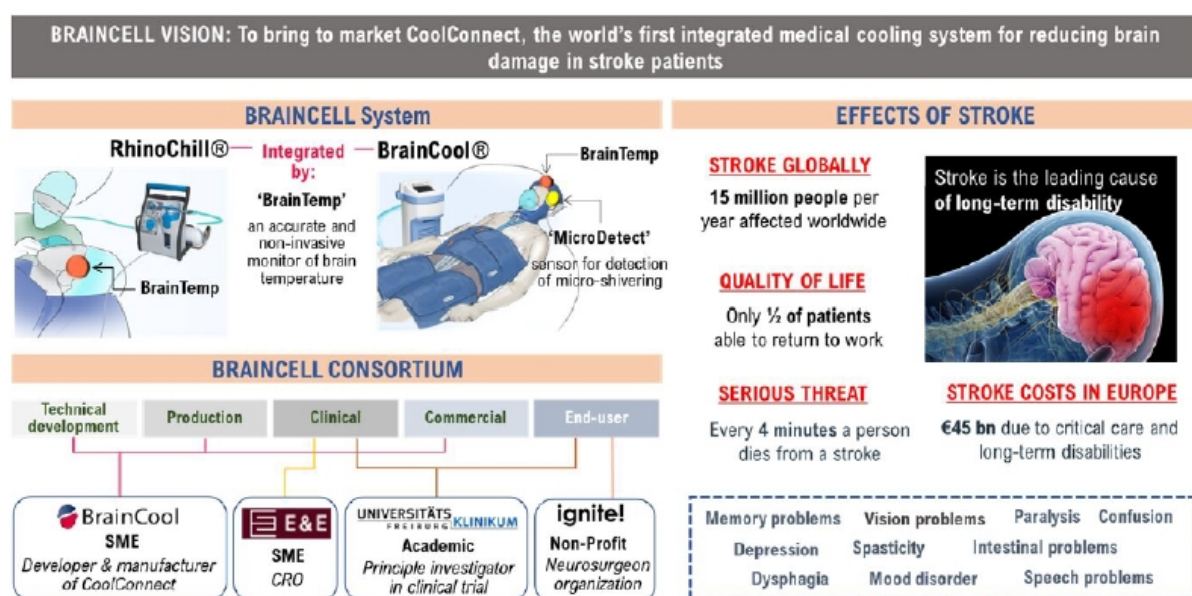 BRAINCELL VISION: To bring to market CoolConnect, the world's first integrated medical cooling system for reducing brain
damage in stroke patients
BRAINCELL System
RhinoChill®
Integrated
by:
BrainCool®
'BrainTemp'
an accurate and
non-invasive
monitor of brain
temperature
BrainTemp
BrainTemp
'MicroDetect'
sensor for detection
of micro-shivering
BRAINCELL CONSORTIUM
Technical
development
Production
Clinical
Commercial
End-user
BrainCool
SME
Developer & manufacturer
of CoolConnect
E&E
SME
CRO
UNIVERSITÄTS
FREIBURG KLINIKUM
Academic
Principle investigator
in clinical trial
ignite!
Non-Profit
Neurosurgeon
organization
EFFECTS OF STROKE
STROKE GLOBALLY
15 million people per
year affected worldwide
Stroke is the leading cause
of long-term disability
QUALITY OF LIFE
Only ½ of patients
able to return to work
SERIOUS THREAT
Every 4 minutes a person
dies from a stroke
STROKE COSTS IN EUROPE
€45 bn due to critical care and
long-term disabilities
Memory problems Vision problems Paralysis Confusion
Depression Spasticity Intestinal problems
Dysphagia Mood disorder Speech problems